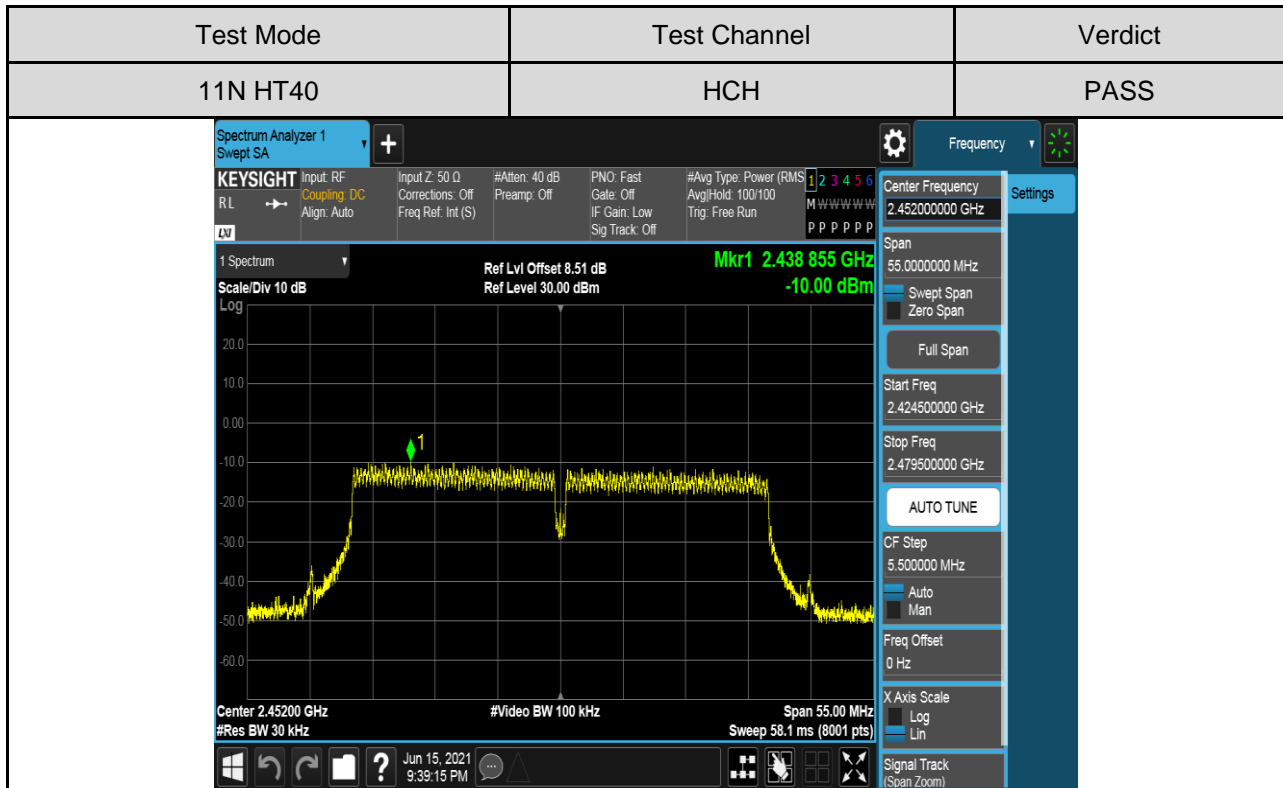 Test Mode Test Channel Verdict
11N HT40 HCH PASS
Spectrum Analyzer 1
Swept SA
+
Frequency
KEYSIGHT
RL
LXI
Input: RF
Coupling: DC
Align: Auto
Input Z: 50 Ω
Corrections: Off
Freq Ref: Int (S)
#Atten: 40 dB
Preamp: Off
PNO: Fast
Gate: Off
IF Gain: Low
Sig Track: Off
#Avg Type: Power (RMS
Avg|Hold: 100/100
Trig: Free Run
1 2 3 4 5 6
M W W W W W
P P P P P P
1 Spectrum
Scale/Div 10 dB
Ref Lvl Offset 8.51 dB
Ref Level 30.00 dBm
Mkr1 2.438 855 GHz
-10.00 dBm
Log
20.0
10.0
0.00
-10.0
-20.0
-30.0
-40.0
-50.0
-60.0
1
Center 2.45200 GHz
#Res BW 30 kHz
#Video BW 100 kHz
Span 55.00 MHz
Sweep 58.1 ms (8001 pts)
?
Jun 15, 2021
9:39:15 PM
Center Frequency
2.452000000 GHz
Settings
Span
55.0000000 MHz
Swept Span
Zero Span
Full Span
Start Freq
2.424500000 GHz
Stop Freq
2.479500000 GHz
AUTO TUNE
CF Step
5.500000 MHz
Auto
Man
Freq Offset
0 Hz
X Axis Scale
Log
Lin
Signal Track
(Span Zoom)